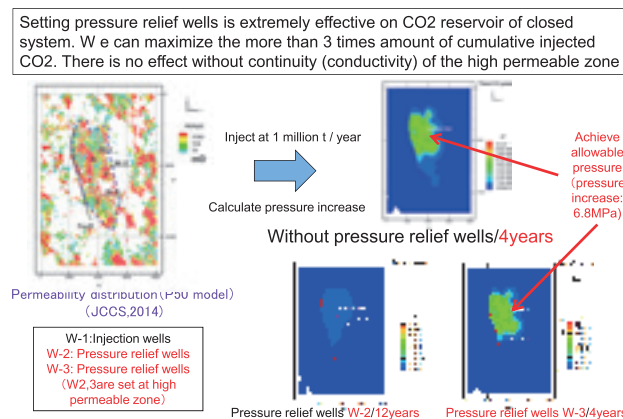 Setting pressure relief wells is extremely effective on CO2 reservoir of closed
system. W e can maximize the more than 3 times amount of cumulative injected
CO2. There is no effect without continuity (conductivity) of the high permeable zone
Inject at 1 million t / year
Calculate pressure increase
Achieve
allowable
pressure
(pressure
increase:
6.8MPa)
Without pressure relief wells/4years
Permeability distribution(P50 model)
(JCCS,2014)
W-1:Injection wells
W-2: Pressure relief wells
W-3: Pressure relief wells
(W2,3are set at high
permeable zone)
Pressure relief wells W-2/12years
Pressure relief wells W-3/4years